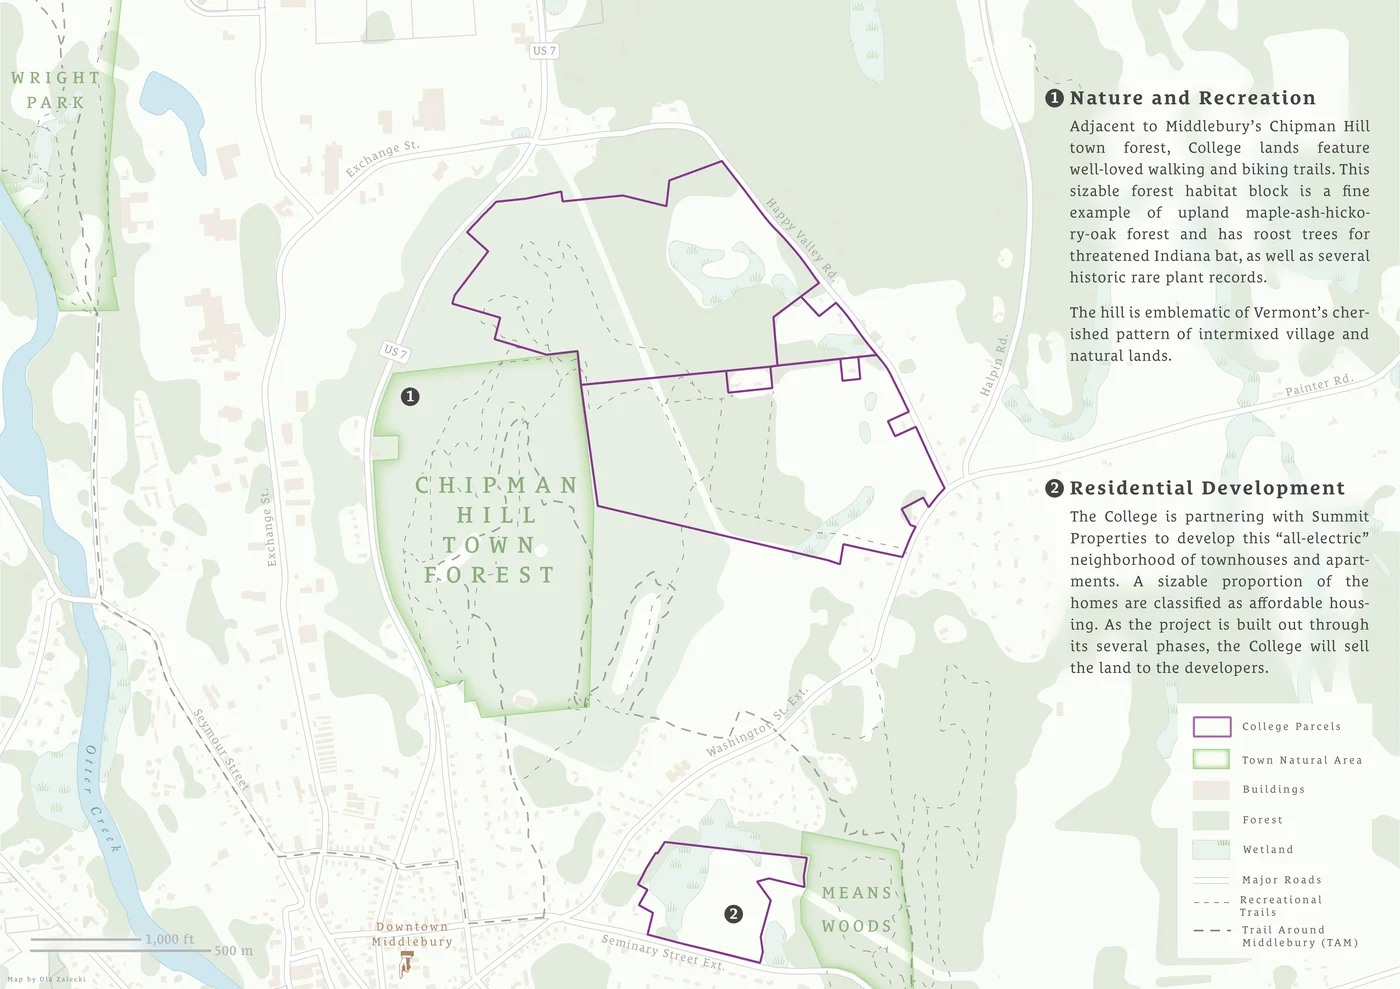 WRIGHT
PARK
US 7
Exchange St.
Happy Valley Rd.
US 7
Halpin Rd.
Painter Rd.
Exchange St.
CHIPMAN
HILL
TOWN
FOREST
1
Seymour Street
Otter Creek
Washington St. Ext.
MEANS
WOODS
2
Seminary Street Ext.
Downtown
Middlebury
1,000 ft
500 m
Map by Ola Zalecki
1 Nature and Recreation
Adjacent to Middlebury’s Chipman Hill
town forest, College lands feature
well-loved walking and biking trails. This
sizable forest habitat block is a fine
example of upland maple-ash-hicko-
ry-oak forest and has roost trees for
threatened Indiana bat, as well as several
historic rare plant records.
The hill is emblematic of Vermont’s cher-
ished pattern of intermixed village and
natural lands.
2 Residential Development
The College is partnering with Summit
Properties to develop this “all-electric”
neighborhood of townhouses and apart-
ments. A sizable proportion of the
homes are classified as affordable hous-
ing. As the project is built out through
its several phases, the College will sell
the land to the developers.
College Parcels
Town Natural Area
Buildings
Forest
Wetland
Major Roads
Recreational
Trails
Trail Around
Middlebury (TAM)